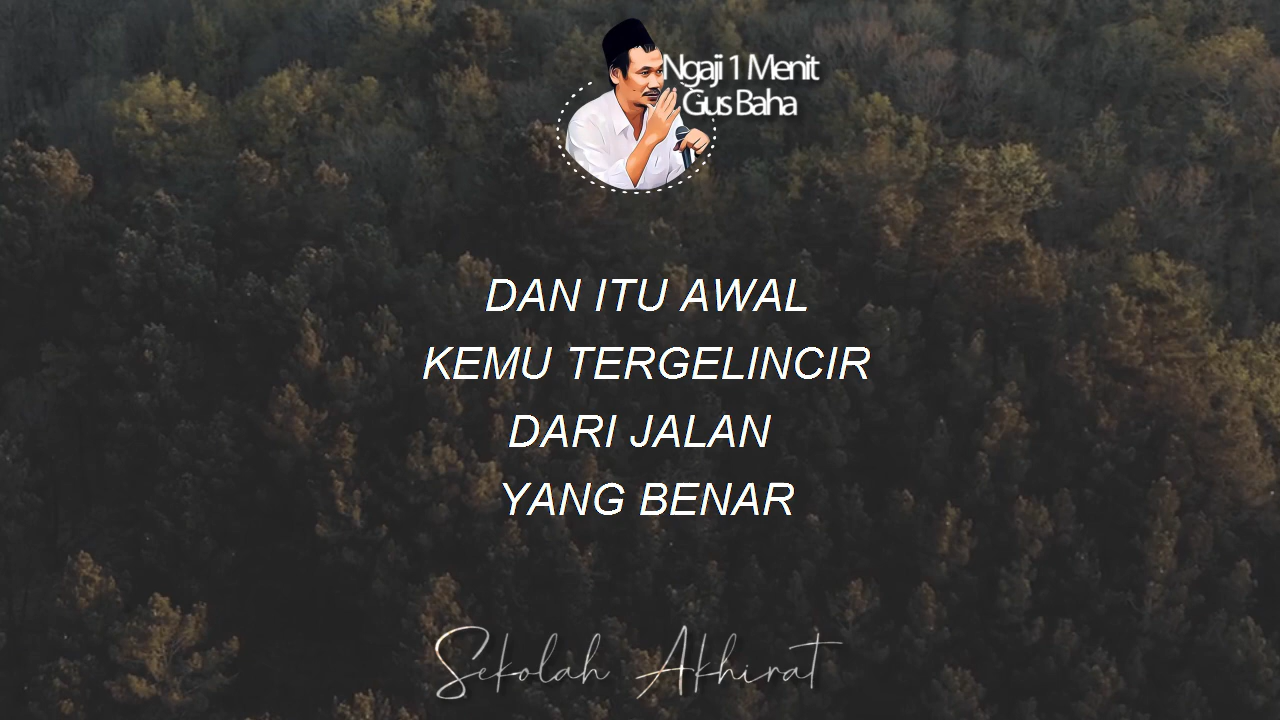 Ngaji 1 Menit
Gus Baha
DAN ITU AWAL
KEMU TERGELINCIR
DARI JALAN
YANG BENAR
Sekolah Akhirat